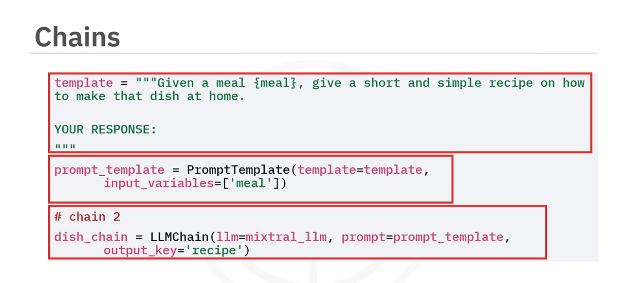 Chains
template = """Given a meal {meal}, give a short and simple recipe on how
to make that dish at home.
YOUR RESPONSE:
"""
prompt_template = PromptTemplate(template=template,
input_variables=['meal'])
# chain 2
dish_chain = LLMChain(llm=mixtral_llm, prompt=prompt_template,
output_key='recipe')